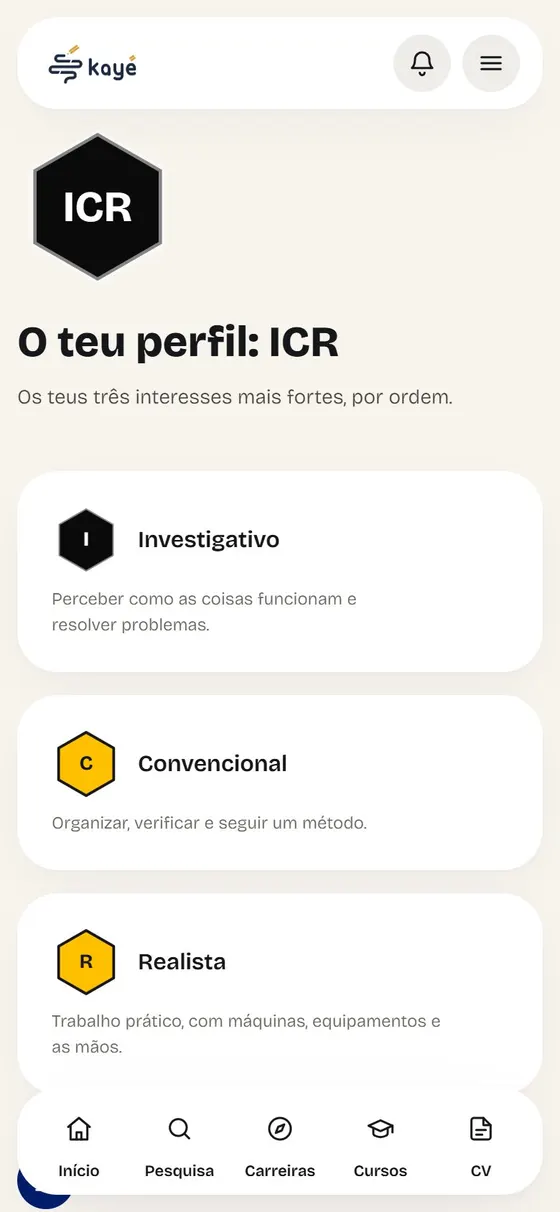 kayé
ICR
O teu perfil: ICR
Os teus três interesses mais fortes, por ordem.
I
Investigativo
Perceber como as coisas funcionam e
resolver problemas.
C
Convencional
Organizar, verificar e seguir um método.
R
Realista
Trabalho prático, com máquinas, equipamentos e
as mãos.
Início
Pesquisa
Carreiras
Cursos
CV